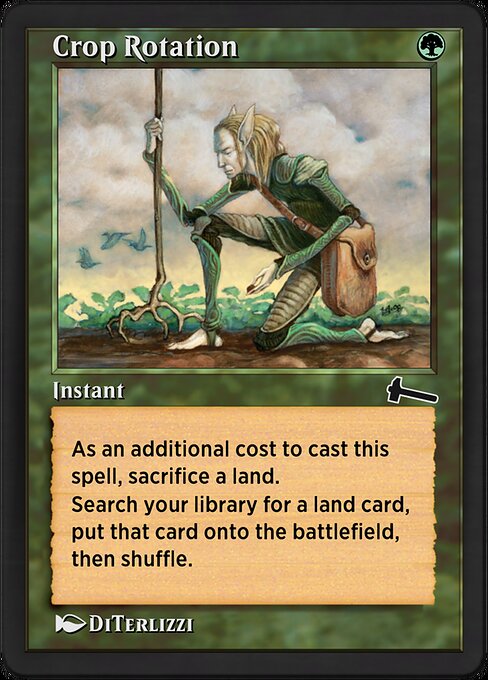 Crop Rotation
Instant
As an additional cost to cast this
spell, sacrifice a land.
Search your library for a land card,
put that card onto the battlefield,
then shuffle.
DiTerlizzi